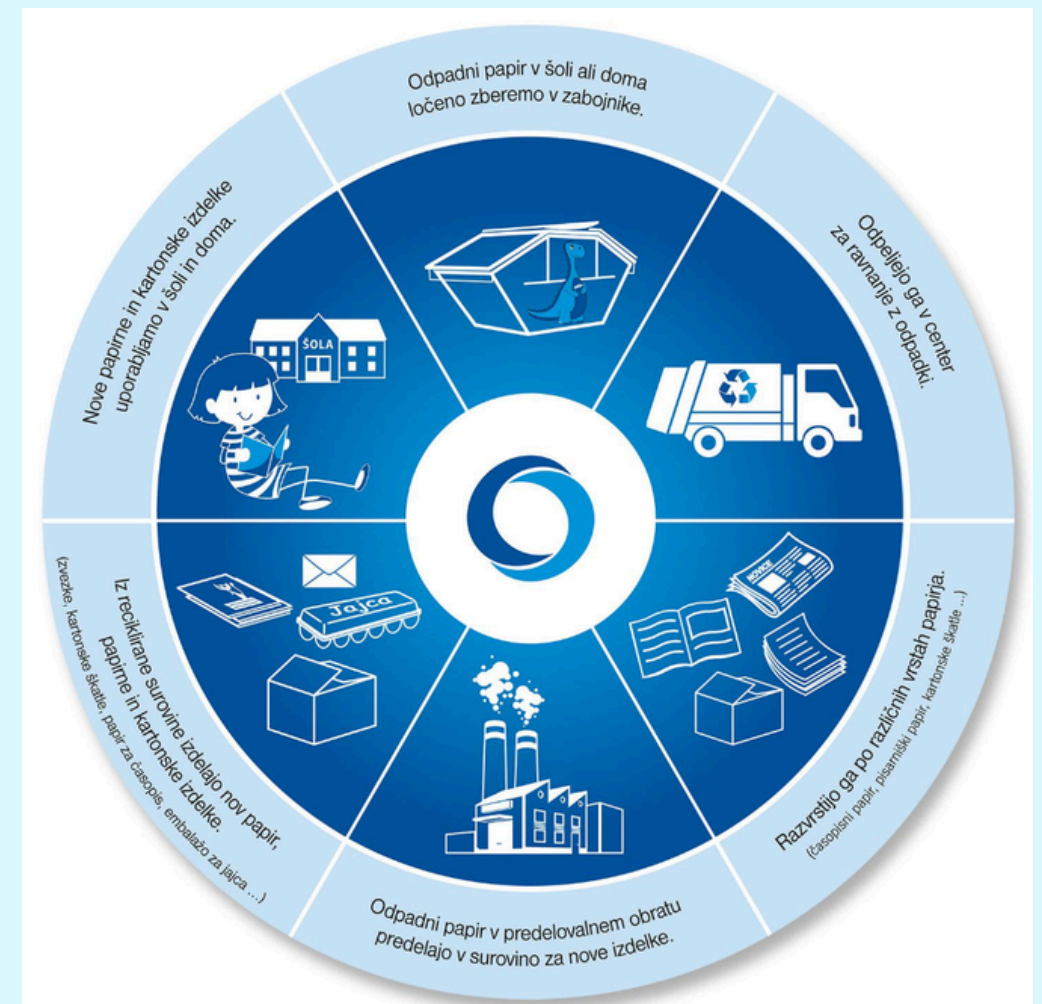 Odpadni papir v šoli ali doma
ločeno zberemo v zabojnike.
Odpeljejo ga v center
za ravnanje z odpadki.
NOVICE
Razvrstijo ga po različnih vrstah papirja.
(časopisni papir, pisarniški papir, kartonske škatle ...)
Odpadni papir v predelovalnem obratu
predelajo v surovino za nove izdelke.
Jajca
Iz reciklirane surovine izdelajo nov papir,
papirne in kartonske izdelke.
(zvezke, kartonske škatle, papir za časopis, embalažo za jajca ...)
Nove papirne in kartonske izdelke
uporabljamo v šoli in doma.
ŠOLA